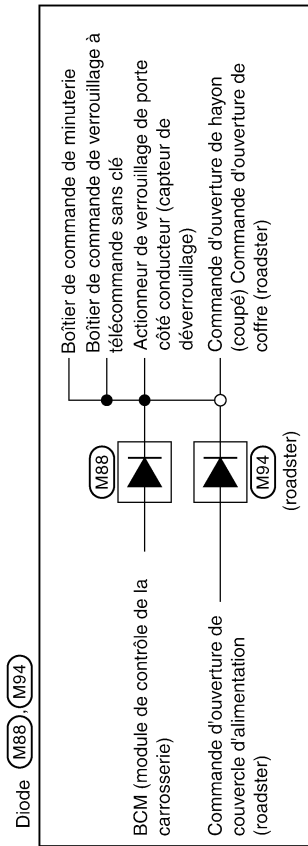 Diode M88, M94
BCM (module de contrôle de la
carrosserie)
M88
Boîtier de commande de minuterie
Boîtier de commande de verrouillage à
télécommande sans clé
Actionneur de verrouillage de porte
côté conducteur (capteur de
déverrouillage)
Commande d'ouverture de
couvercle d'alimentation
(roadster)
M94
(roadster)
Commande d'ouverture de hayon
(coupé) Commande d'ouverture de
coffre (roadster)